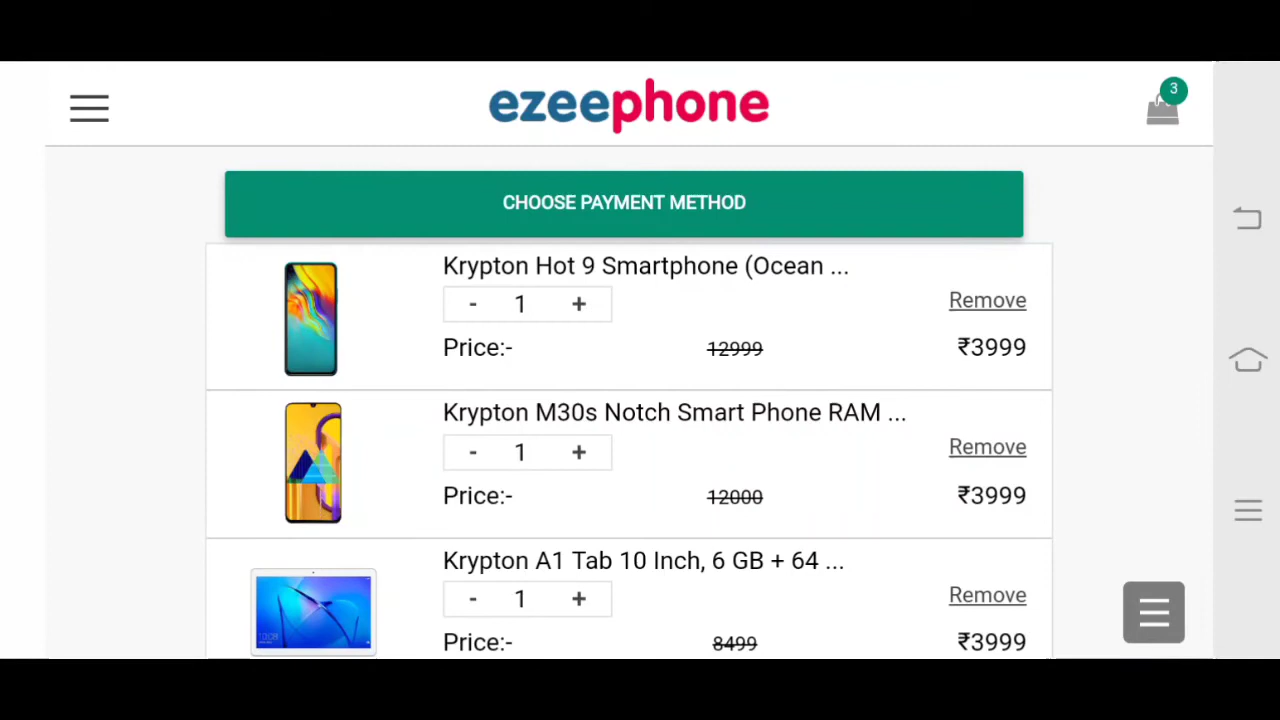 ezeephone
3
CHOOSE PAYMENT METHOD
Krypton Hot 9 Smartphone (Ocean ...
- 1 +
Remove
Price:- 12999 ₹3999
Krypton M30s Notch Smart Phone RAM ...
- 1 +
Remove
Price:- 12000 ₹3999
Krypton A1 Tab 10 Inch, 6 GB + 64 ...
- 1 +
Remove
Price:- 8499 ₹3999